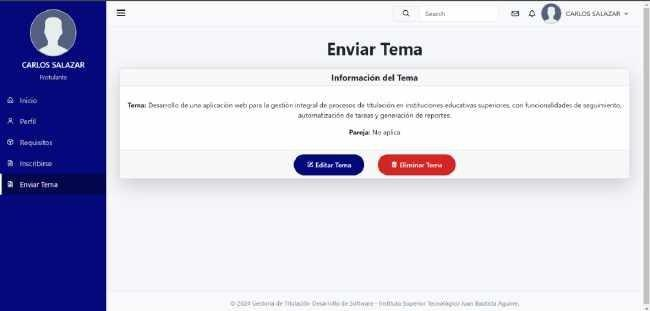 CARLOS SALAZAR
Postulante
Inicio
Perfil
Requisitos
Inscribirse
Enviar Tema
Search
CARLOS SALAZAR
Enviar Tema
Información del Tema
Tema: Desarrollo de una aplicación web para la gestión integral de procesos de titulación en instituciones educativas superiores, con funcionalidades de seguimiento,
automatización de tareas y generación de reportes.
Pareja: No aplica
Editar Tema
Eliminar Tema
© 2024 Gestoria de Titulación Desarrollo de Software - Instituto Superior Tecnológico Juan Bautista Aguirre.